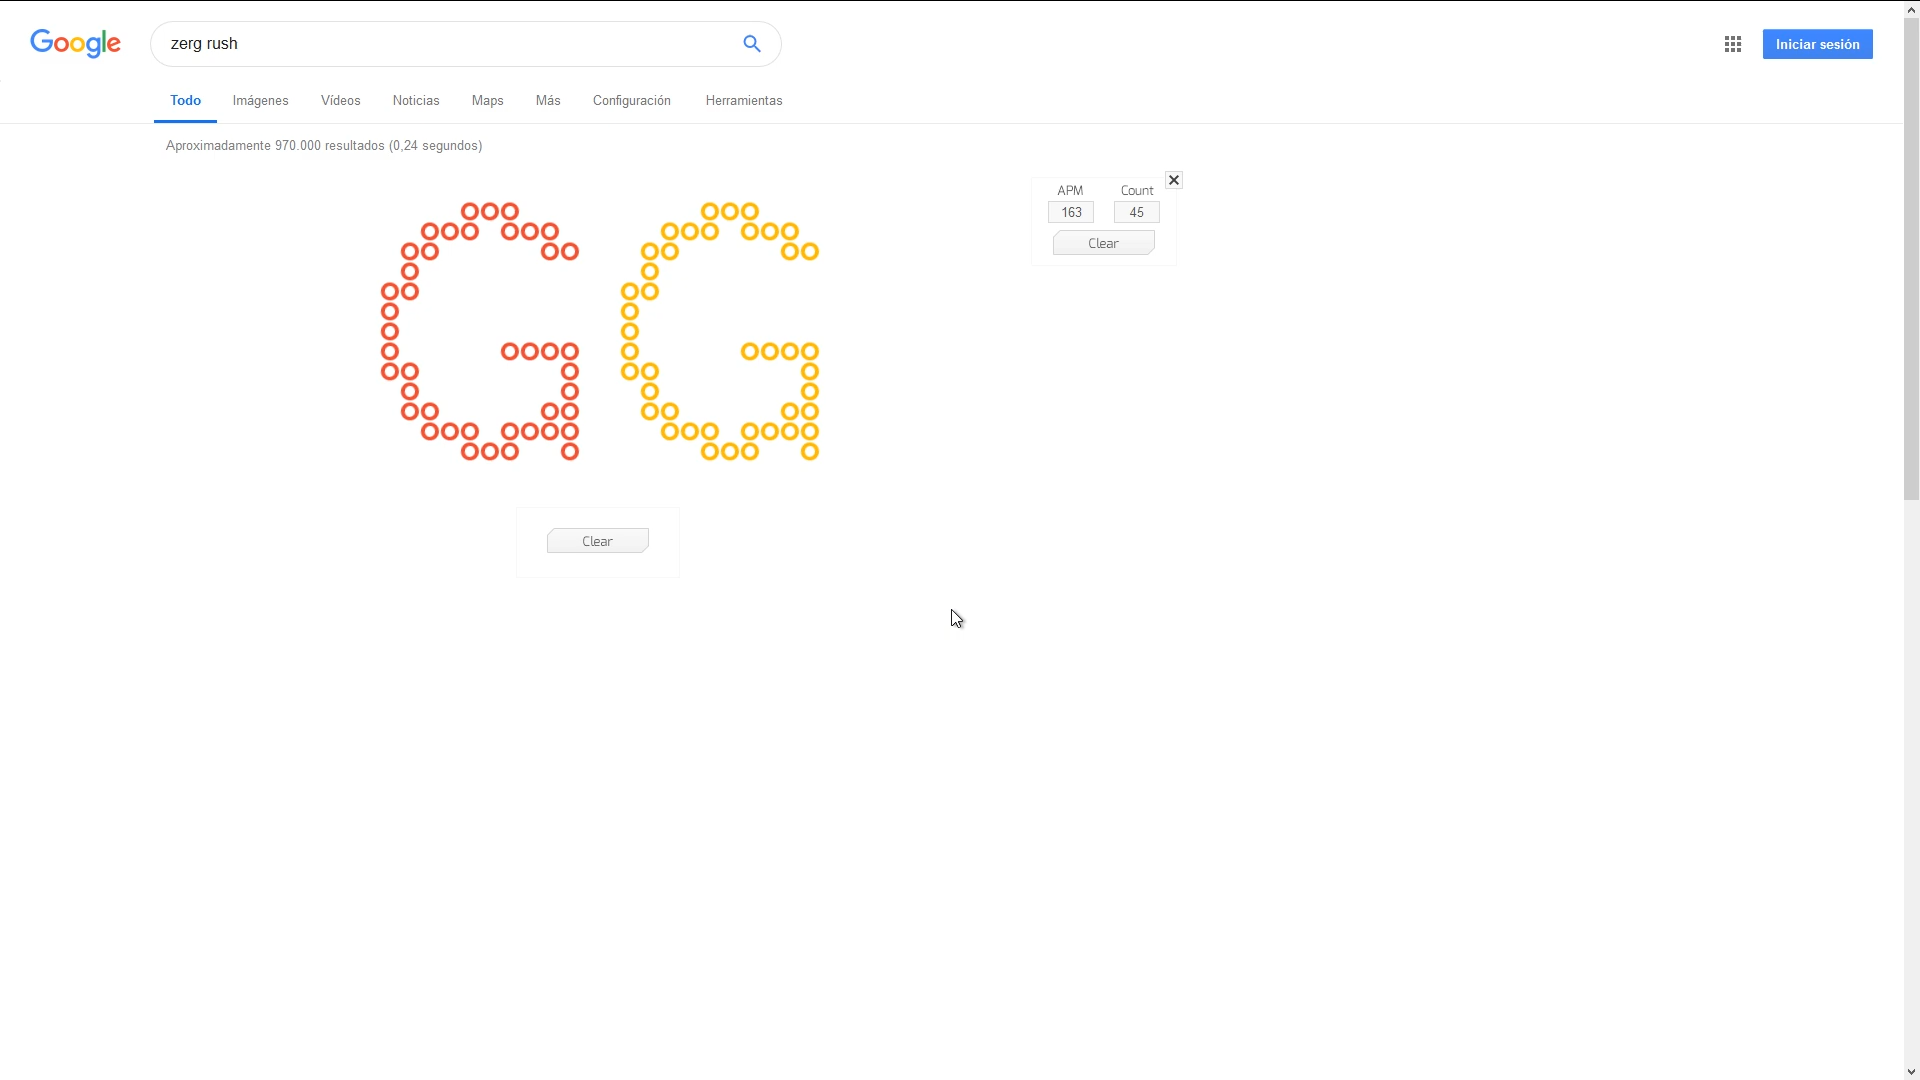 Google
zerg rush
Iniciar sesión
Todo Imágenes Vídeos Noticias Maps Más Configuración Herramientas
Aproximadamente 970.000 resultados (0,24 segundos)
APM Count
163 45
Clear
GG
Clear